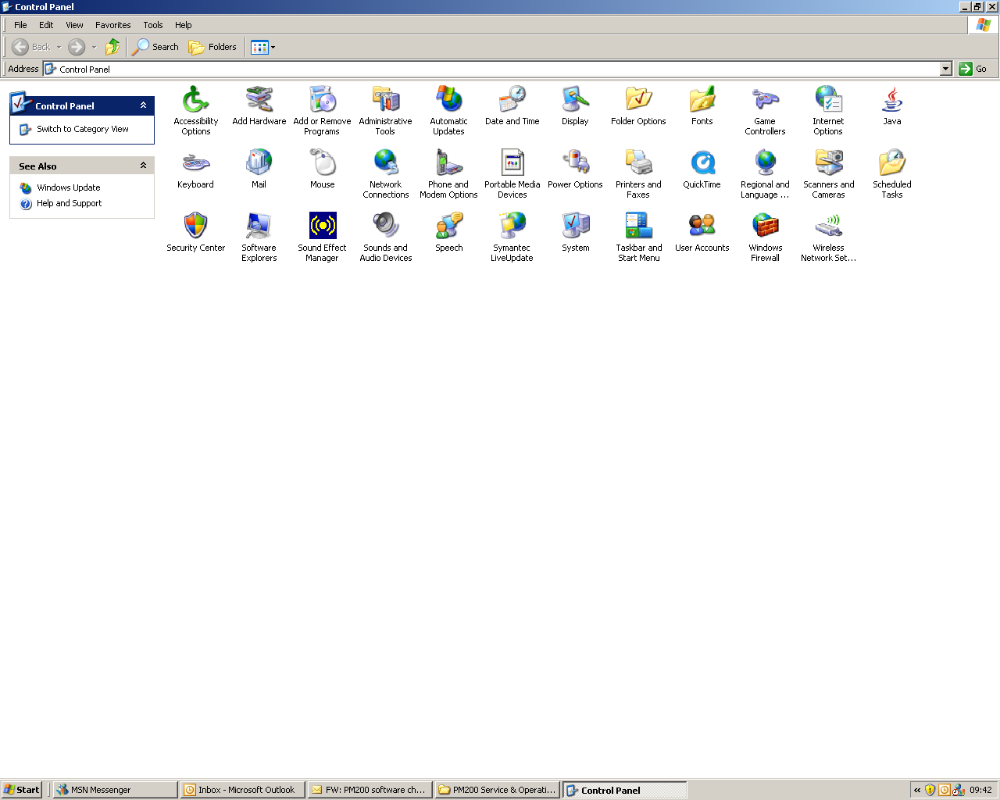 Control Panel
File Edit View Favorites Tools Help
Back Search Folders
Address Control Panel Go
Control Panel
Switch to Category View
See Also
Windows Update
Help and Support
Accessibility Options
Add Hardware
Add or Remove Programs
Administrative Tools
Automatic Updates
Date and Time
Display
Folder Options
Fonts
Game Controllers
Internet Options
Java
Keyboard
Mail
Mouse
Network Connections
Phone and Modem Options
Portable Media Devices
Power Options
Printers and Faxes
QuickTime
Regional and Language ...
Scanners and Cameras
Scheduled Tasks
Security Center
Software Explorers
Sound Effect Manager
Sounds and Audio Devices
Speech
Symantec LiveUpdate
System
Taskbar and Start Menu
User Accounts
Windows Firewall
Wireless Network Set...
Start MSN Messenger Inbox - Microsoft Outlook FW: PM200 software ch... PM200 Service & Operati... Control Panel « 09:42